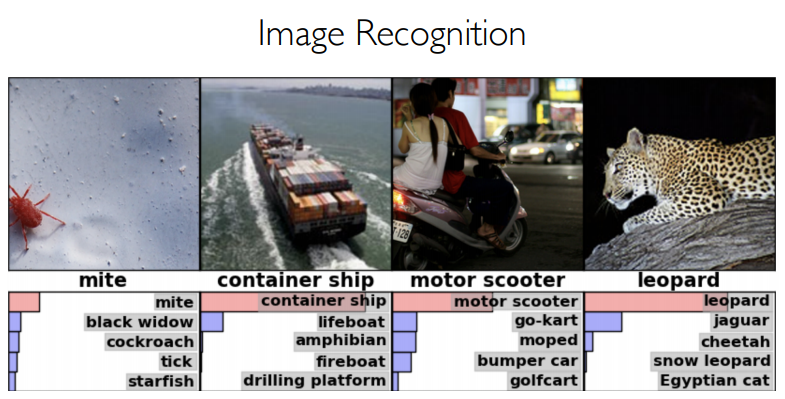 Image Recognition
mite
container ship
motor scooter
leopard
mite
black widow
cockroach
tick
starfish
container ship
lifeboat
amphibian
fireboat
drilling platform
motor scooter
go-kart
moped
bumper car
golfcart
leopard
jaguar
cheetah
snow leopard
Egyptian cat